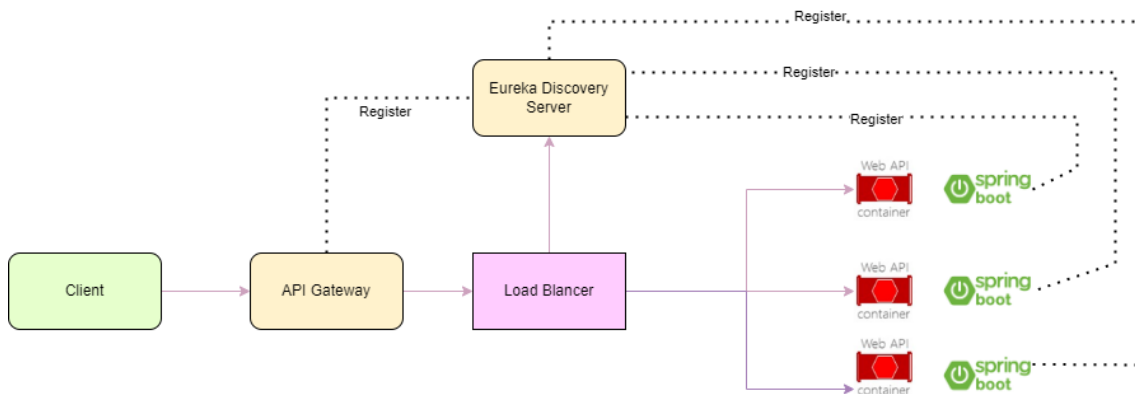 Register
Eureka Discovery
Server
Register
Register
Register
Web API
container
spring
boot
Client
API Gateway
Load Blancer
Web API
container
spring
boot
Web API
container
spring
boot